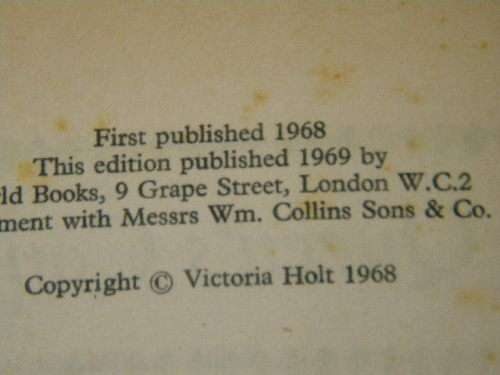 First published 1968
This edition published 1969 by
ld Books, 9 Grape Street, London W.C.2
ment with Messrs Wm. Collins Sons & Co.
Copyright © Victoria Holt 1968